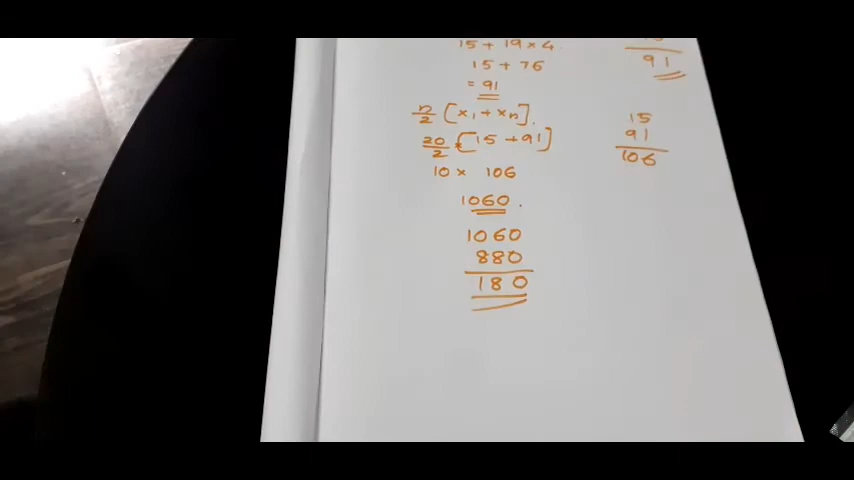 15 + 19 × 4.
15 + 76
= 91
n/2 [x₁ + xₙ].
20/2 × [15 + 91]
10 × 106
1060.
1060
880
180
91
15
91
106